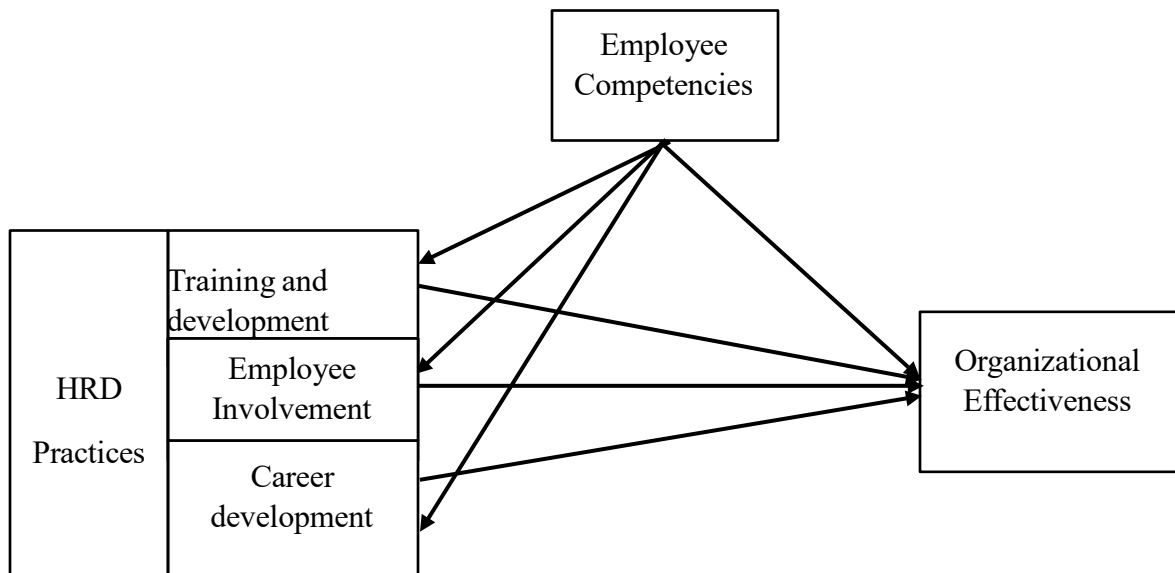 Employee
Competencies
HRD
Practices
Training and
development
Employee
Involvement
Career
development
Organizational
Effectiveness